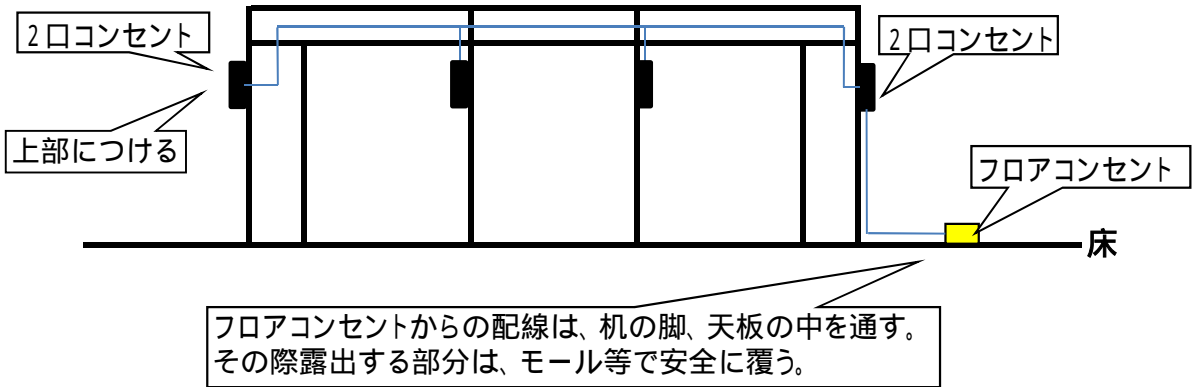 2口コンセント
2口コンセント
上部につける
フロアコンセント
床
フロアコンセントからの配線は、机の脚、天板の中を通す。
その際露出する部分は、モール等で安全に覆う。